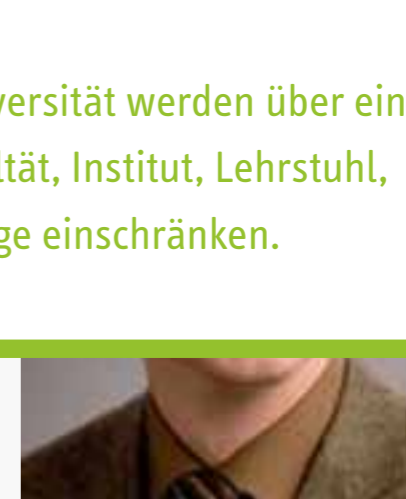 versität werden über ein
ltät, Institut, Lehrstuhl,
ge einschränken.